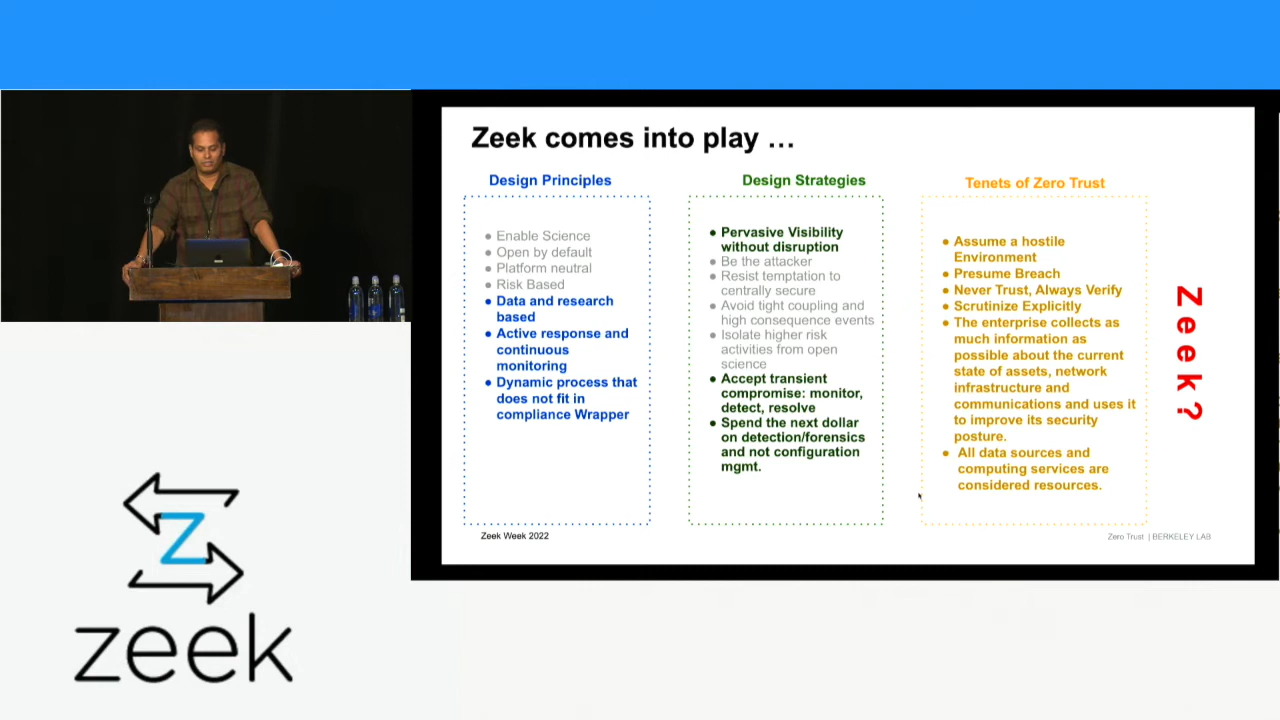 Zeek comes into play …
Design Principles
● Enable Science
● Open by default
● Platform neutral
● Risk Based
● Data and research
based
● Active response and
continuous
monitoring
● Dynamic process that
does not fit in
compliance Wrapper
Design Strategies
● Pervasive Visibility
without disruption
● Be the attacker
● Resist temptation to
centrally secure
● Avoid tight coupling and
high consequence events
● Isolate higher risk
activities from open
science
● Accept transient
compromise: monitor,
detect, resolve
● Spend the next dollar
on detection/forensics
and not configuration
mgmt.
Tenets of Zero Trust
● Assume a hostile
Environment
● Presume Breach
● Never Trust, Always Verify
● Scrutinize Explicitly
● The enterprise collects as
much information as
possible about the current
state of assets, network
infrastructure and
communications and uses it
to improve its security
posture.
● All data sources and
computing services are
considered resources.
Zeek?
Zeek Week 2022
Zero Trust | BERKELEY LAB
z
zeek